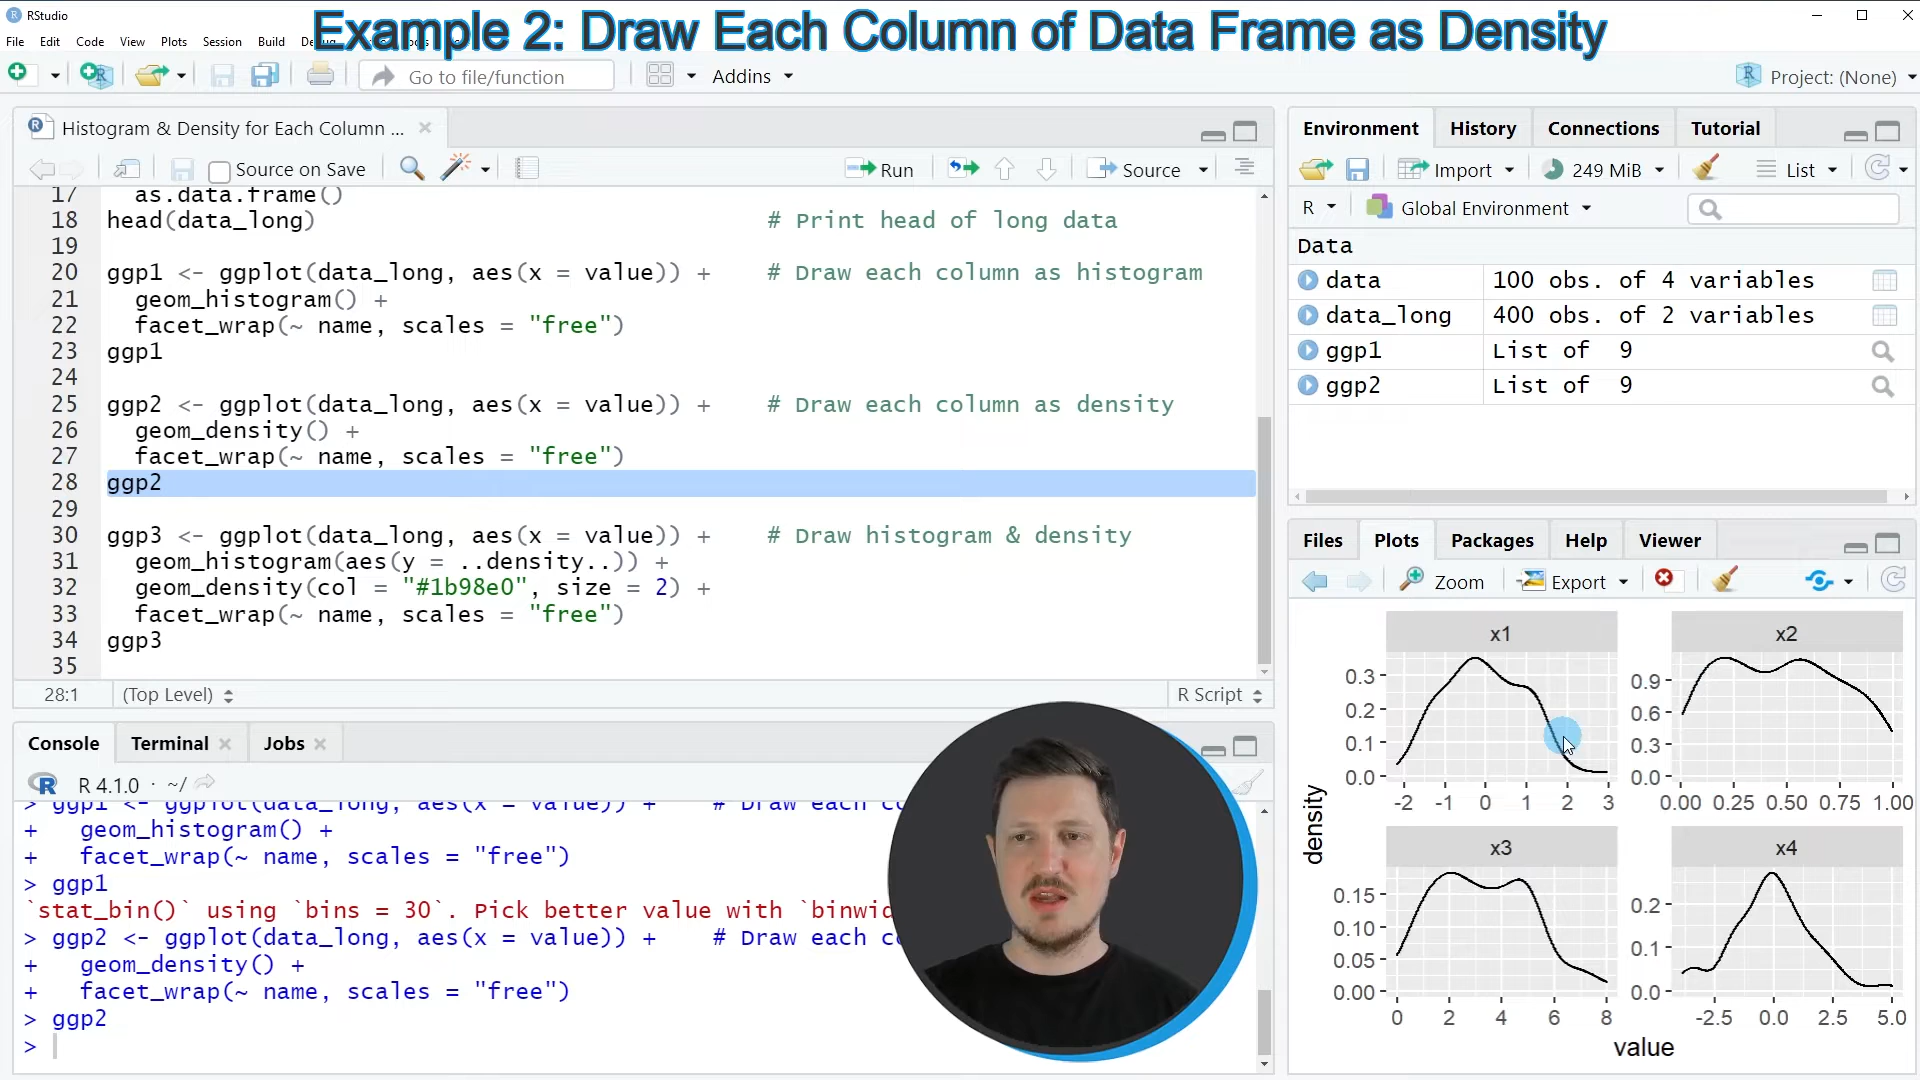 RStudio
Example 2: Draw Each Column of Data Frame as Density
File Edit Code View Plots Session Build
Go to file/function
Addins
Project: (None)
Histogram & Density for Each Column ...
Source on Save
Run
Source
17 as.data.frame()
18 head(data_long) # Print head of long data
19
20 ggp1 <- ggplot(data_long, aes(x = value)) + # Draw each column as histogram
21 geom_histogram() +
22 facet_wrap(~ name, scales = "free")
23 ggp1
24
25 ggp2 <- ggplot(data_long, aes(x = value)) + # Draw each column as density
26 geom_density() +
27 facet_wrap(~ name, scales = "free")
28 ggp2
29
30 ggp3 <- ggplot(data_long, aes(x = value)) + # Draw histogram & density
31 geom_histogram(aes(y = ..density..)) +
32 geom_density(col = "#1b98e0", size = 2) +
33 facet_wrap(~ name, scales = "free")
34 ggp3
35
28:1 (Top Level) R Script
Console Terminal Jobs
R 4.1.0 · ~/
> ggp1 <- ggplot(data_long, aes(x = value)) + # Draw each co
+ geom_histogram() +
+ facet_wrap(~ name, scales = "free")
> ggp1
`stat_bin()` using `bins = 30`. Pick better value with `binwid
> ggp2 <- ggplot(data_long, aes(x = value)) + # Draw each co
+ geom_density() +
+ facet_wrap(~ name, scales = "free")
> ggp2
>
Environment History Connections Tutorial
Import 249 MiB List
R Global Environment
Data
data 100 obs. of 4 variables
data_long 400 obs. of 2 variables
ggp1 List of 9
ggp2 List of 9
Files Plots Packages Help Viewer
Zoom Export
x1
0.3
0.2
0.1
0.0
-2 -1 0 1 2 3
x2
0.9
0.6
0.3
0.0
0.00 0.25 0.50 0.75 1.00
density
x3
0.15
0.10
0.05
0.00
0 2 4 6 8
x4
0.2
0.1
0.0
-2.5 0.0 2.5 5.0
value